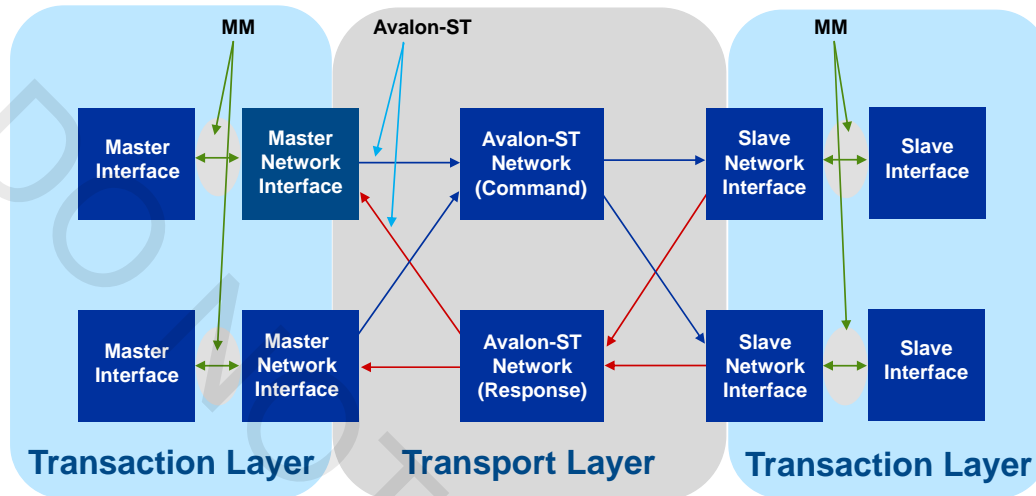 MM
Avalon-ST
MM
Master
Interface
Master
Network
Interface
Avalon-ST
Network
(Command)
Slave
Network
Interface
Slave
Interface
Master
Interface
Master
Network
Interface
Avalon-ST
Network
(Response)
Slave
Network
Interface
Slave
Interface
Transaction Layer
Transport Layer
Transaction Layer
DO NOT